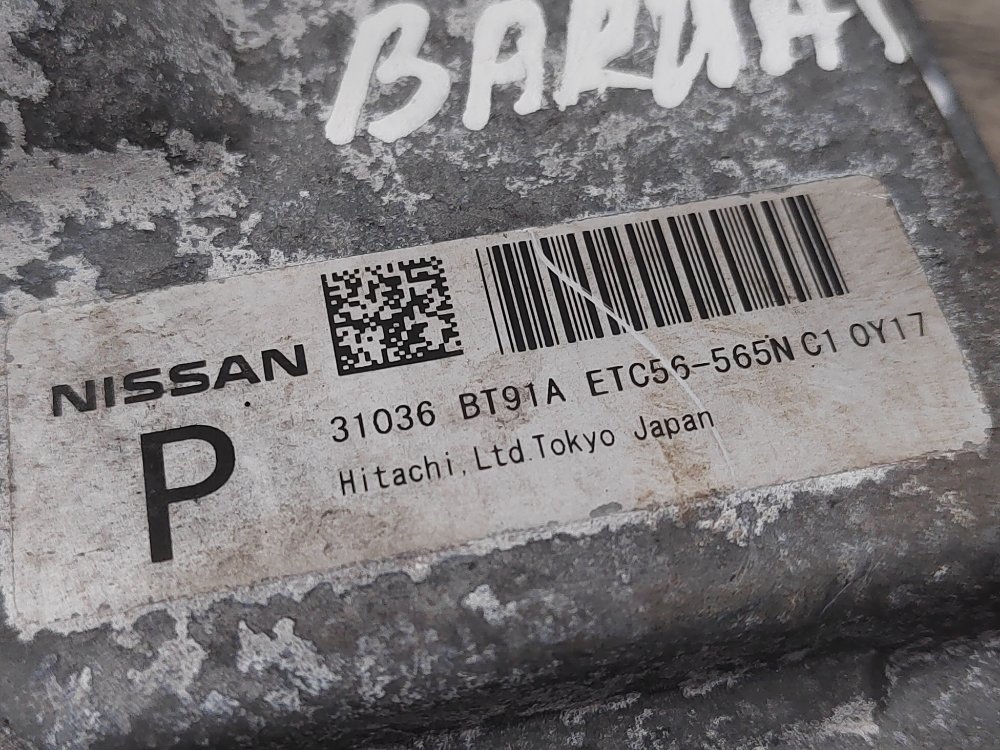 NISSAN
P
31036 BT91A ETC56-565N C1 0Y17
Hitachi,Ltd.Tokyo Japan